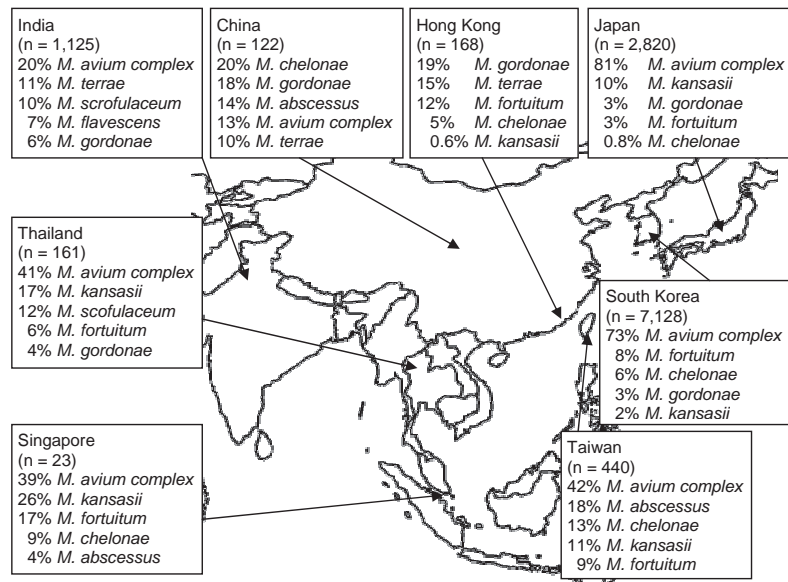 India
(n = 1,125)
20% M. avium complex
11% M. terrae
10% M. scrofulaceum
7% M. flavescens
6% M. gordonae
China
(n = 122)
20% M. chelonae
18% M. gordonae
14% M. abscessus
13% M. avium complex
10% M. terrae
Hong Kong
(n = 168)
19% M. gordonae
15% M. terrae
12% M. fortuitum
5% M. chelonae
0.6% M. kansasii
Japan
(n = 2,820)
81% M. avium complex
10% M. kansasii
3% M. gordonae
3% M. fortuitum
0.8% M. chelonae
Thailand
(n = 161)
41% M. avium complex
17% M. kansasii
12% M. scofulaceum
6% M. fortuitum
4% M. gordonae
South Korea
(n = 7,128)
73% M. avium complex
8% M. fortuitum
6% M. chelonae
3% M. gordonae
2% M. kansasii
Singapore
(n = 23)
39% M. avium complex
26% M. kansasii
17% M. fortuitum
9% M. chelonae
4% M. abscessus
Taiwan
(n = 440)
42% M. avium complex
18% M. abscessus
13% M. chelonae
11% M. kansasii
9% M. fortuitum